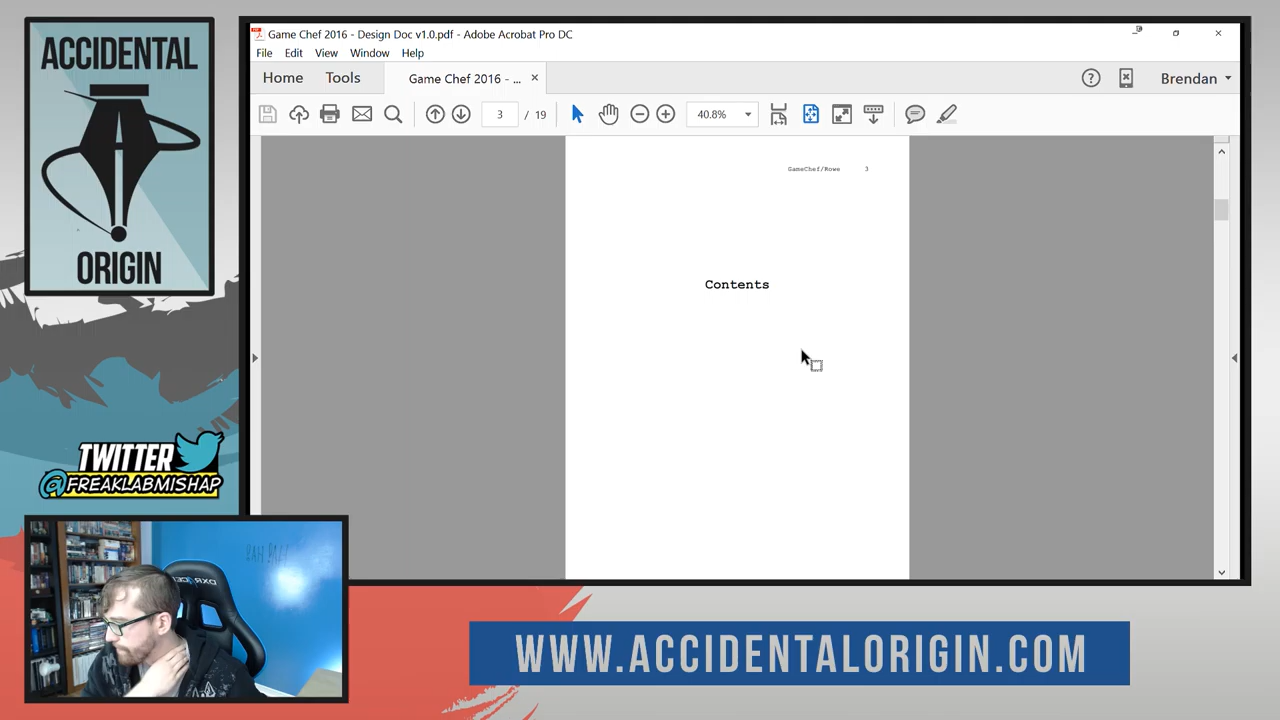 ACCIDENTAL
ORIGIN
Game Chef 2016 - Design Doc v1.0.pdf - Adobe Acrobat Pro DC
File Edit View Window Help
Home Tools Game Chef 2016 - ... Brendan
3 / 19 40.8%
GameChef/Rowe 3
Contents
TWITTER
@FREAKLABMISHAP
DXRACER
WWW.ACCIDENTALORIGIN.COM